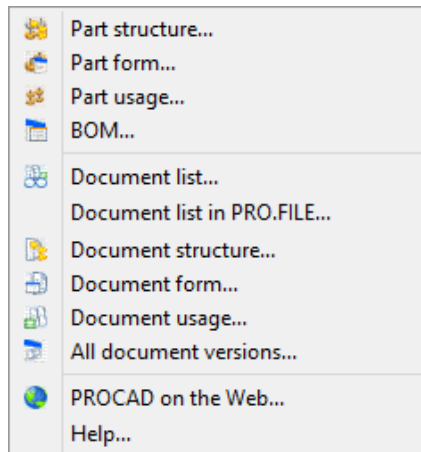 Part structure...
Part form...
Part usage...
BOM...
Document list...
Document list in PRO.FILE...
Document structure...
Document form...
Document usage...
All document versions...
PROCAD on the Web...
Help...